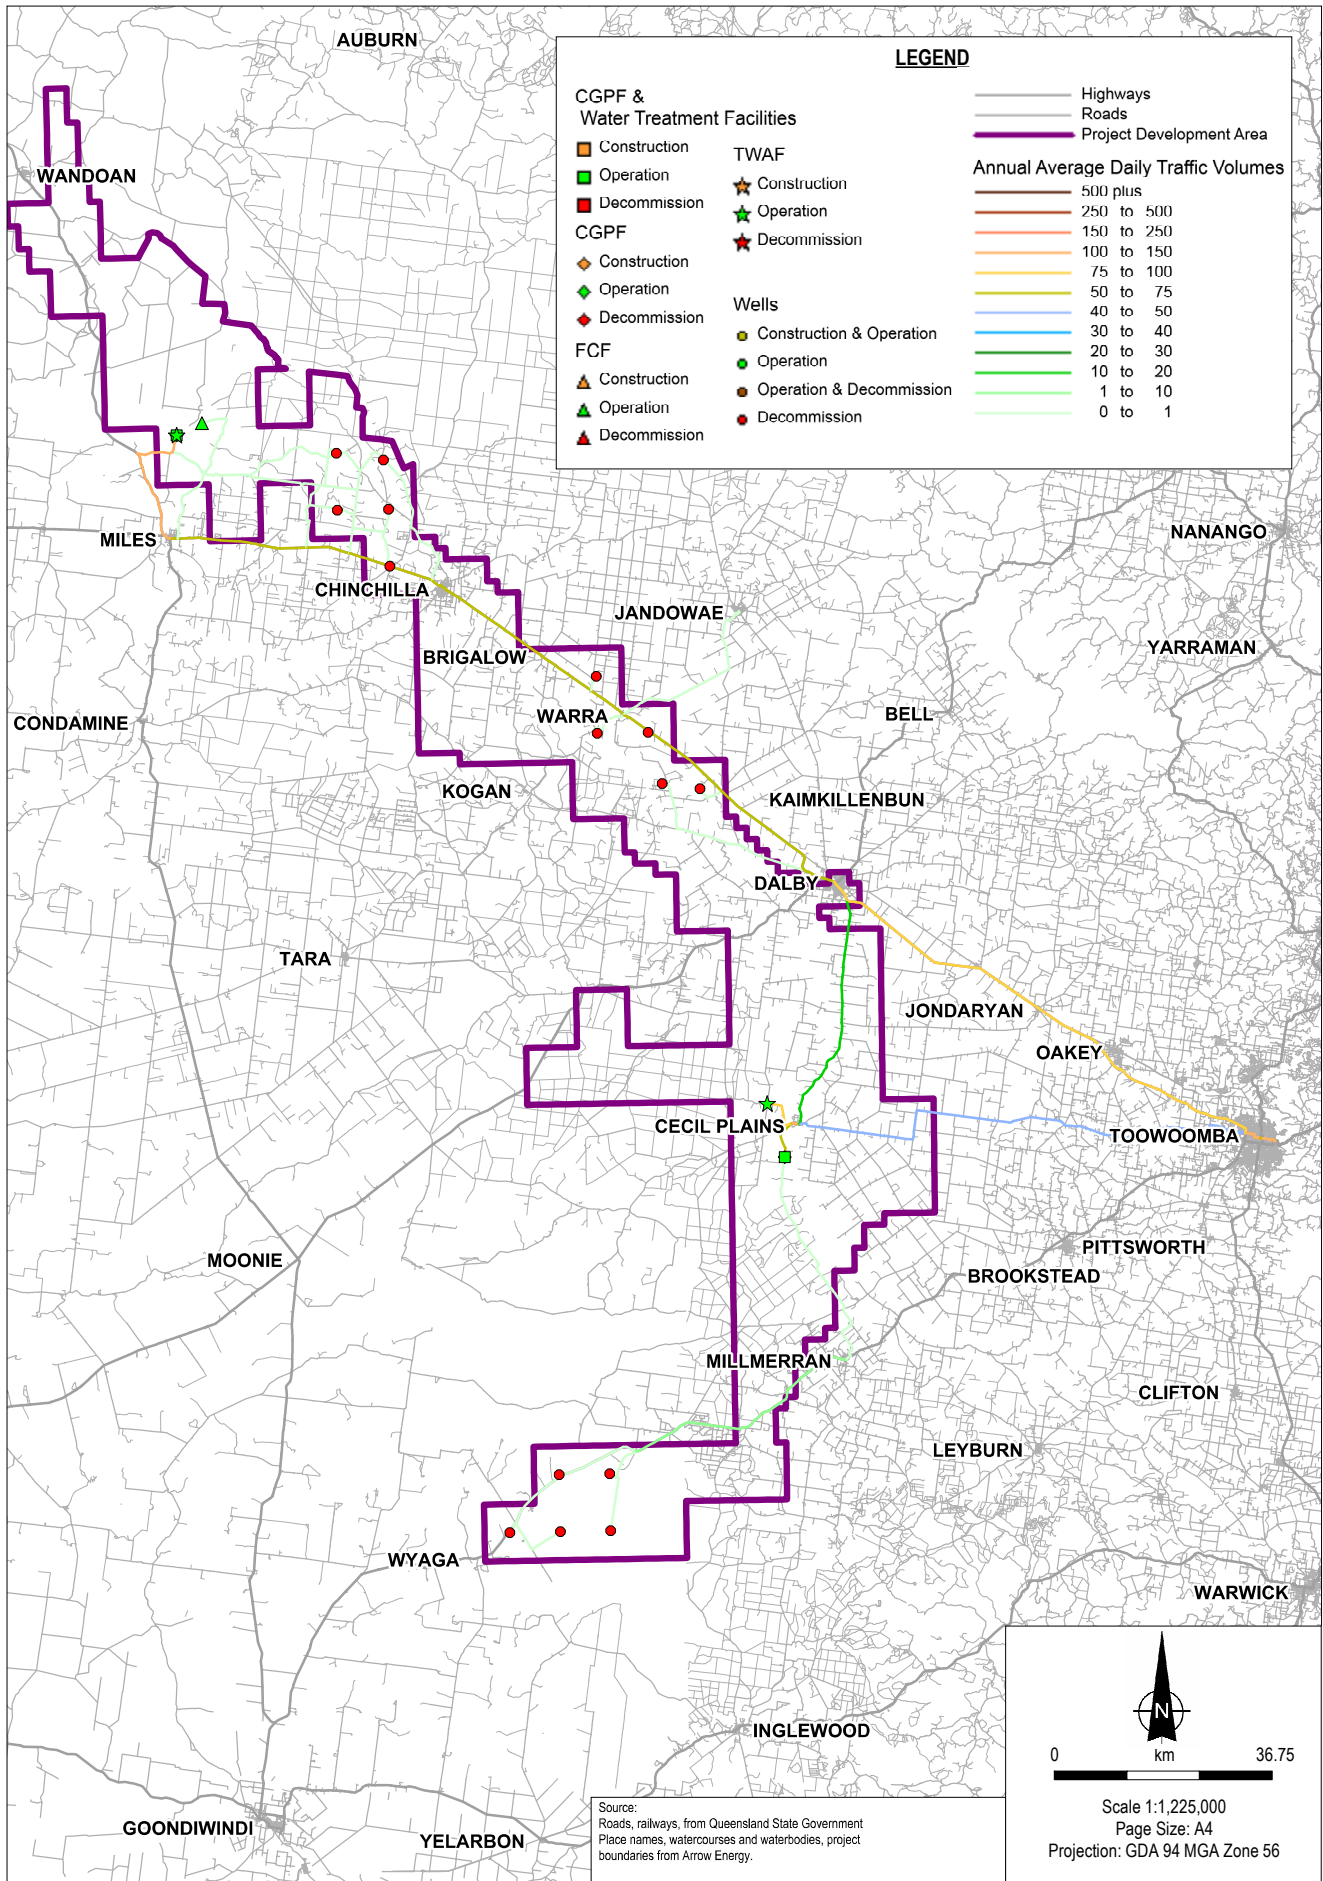 LEGEND
CGPF &
Water Treatment Facilities
Construction
Operation
Decommission
CGPF
Construction
Operation
Decommission
FCF
Construction
Operation
Decommission
TWAF
Construction
Operation
Decommission
Wells
Construction & Operation
Operation
Operation & Decommission
Decommission
Highways
Roads
Project Development Area
Annual Average Daily Traffic Volumes
500 plus
250 to 500
150 to 250
100 to 150
75 to 100
50 to 75
40 to 50
30 to 40
20 to 30
10 to 20
1 to 10
0 to 1
AUBURN
WANDOAN
MILES
NANANGO
CHINCHILLA
JANDOWAE
YARRAMAN
BRIGALOW
WARRA
BELL
CONDAMINE
KOGAN
KAIMKILLENBUN
DALBY
TARA
JONDARYAN
OAKEY
CECIL PLAINS
TOOWOOMBA
MOONIE
PITTSWORTH
BROOKSTEAD
MILLMERRAN
CLIFTON
LEYBURN
WYAGA
WARWICK
INGLEWOOD
GOONDIWINDI
YELARBON
Source:
Roads, railways, from Queensland State Government
Place names, watercourses and waterbodies, project
boundaries from Arrow Energy.
N
0 km 36.75
Scale 1:1,225,000
Page Size: A4
Projection: GDA 94 MGA Zone 56